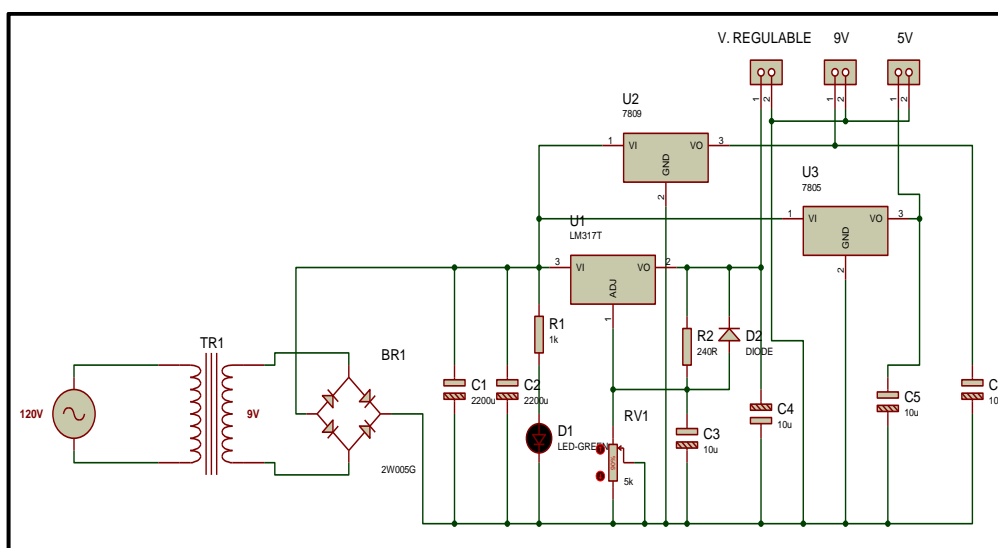 V. REGULABLE 9V 5V
1 2 1 2 1 2
U2
7809
1 VI VO 3
GND
2
U3
7805
1 VI VO 3
GND
2
U1
LM317T
3 VI VO 2
ADJ
1
R1
1k
R2
240R
D2
DIODE
TR1
BR1
120V
9V
2W005G
C1
2200u
C2
2200u
D1
LED-GREEN
RV1
90%
5k
C3
10u
C4
10u
C5
10u
C
10